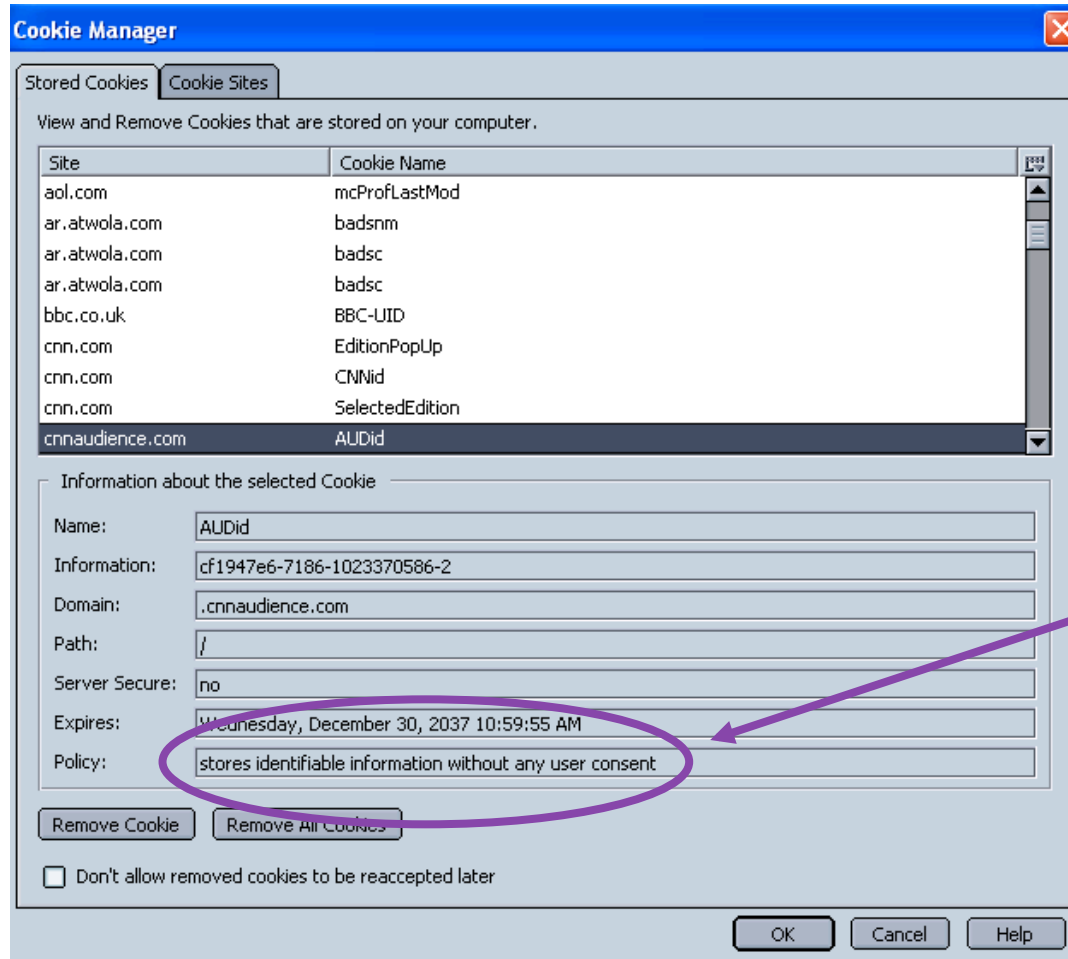 Cookie Manager
Stored Cookies Cookie Sites
View and Remove Cookies that are stored on your computer.
Site Cookie Name
aol.com mcProfLastMod
ar.atwola.com badsnm
ar.atwola.com badsc
ar.atwola.com badsc
bbc.co.uk BBC-UID
cnn.com EditionPopUp
cnn.com CNNid
cnn.com SelectedEdition
cnnaudience.com AUDid
Information about the selected Cookie
Name: AUDid
Information: cf1947e6-7186-1023370586-2
Domain: .cnnaudience.com
Path: /
Server Secure: no
Expires: Wednesday, December 30, 2037 10:59:55 AM
Policy: stores identifiable information without any user consent
Remove Cookie Remove All Cookies
Don't allow removed cookies to be reaccepted later
OK Cancel Help